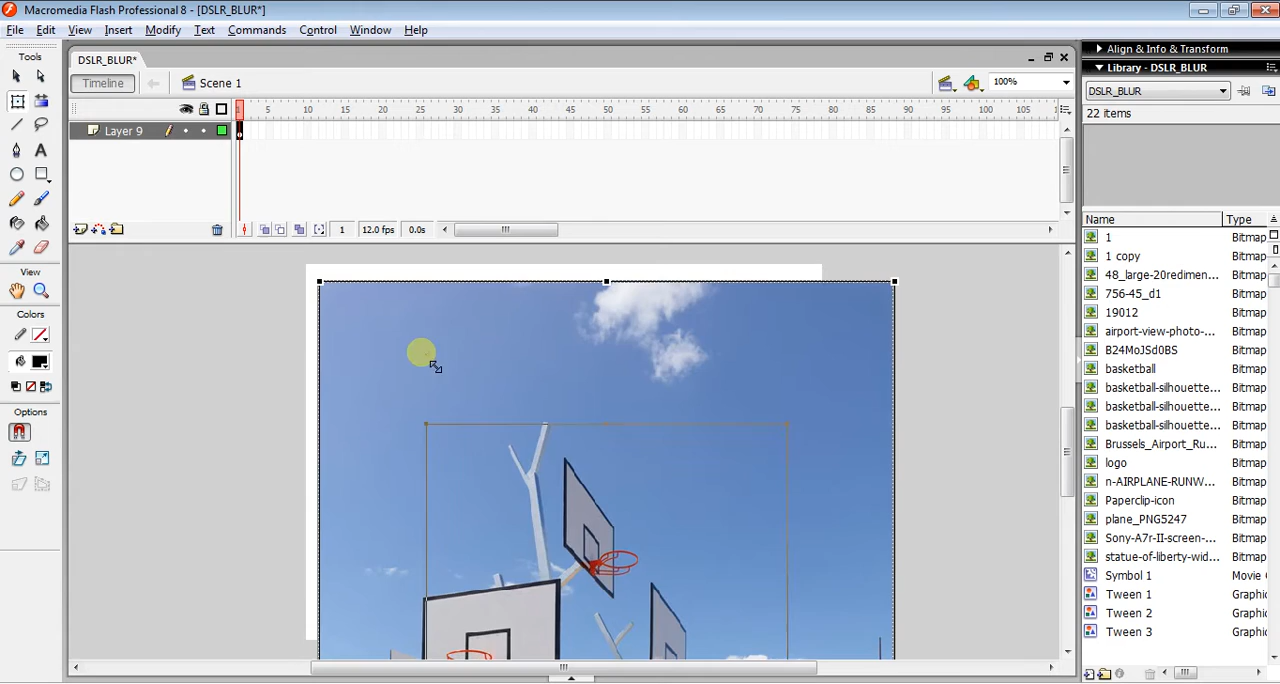 Macromedia Flash Professional 8 - [DSLR_BLUR*]
File Edit View Insert Modify Text Commands Control Window Help
Tools
View
Colors
Options
DSLR_BLUR*
Timeline
Scene 1
100%
5 10 15 20 25 30 35 40 45 50 55 60 65 70 75 80 85 90 95 100 105
Layer 9
1 12.0 fps 0.0s
Align & Info & Transform
Library - DSLR_BLUR
DSLR_BLUR
22 items
Name Type
1 Bitmap
1 copy Bitmap
48_large-20redimen... Bitmap
756-45_d1 Bitmap
19012 Bitmap
airport-view-photo-... Bitmap
B24MoJSd0BS Bitmap
basketball Bitmap
basketball-silhouette... Bitmap
basketball-silhouette... Bitmap
basketball-silhouette... Bitmap
Brussels_Airport_Ru... Bitmap
logo Bitmap
n-AIRPLANE-RUNW... Bitmap
Paperclip-icon Bitmap
plane_PNG5247 Bitmap
Sony-A7r-II-screen-... Bitmap
statue-of-liberty-wid... Bitmap
Symbol 1 Movie C
Tween 1 Graphic
Tween 2 Graphic
Tween 3 Graphic